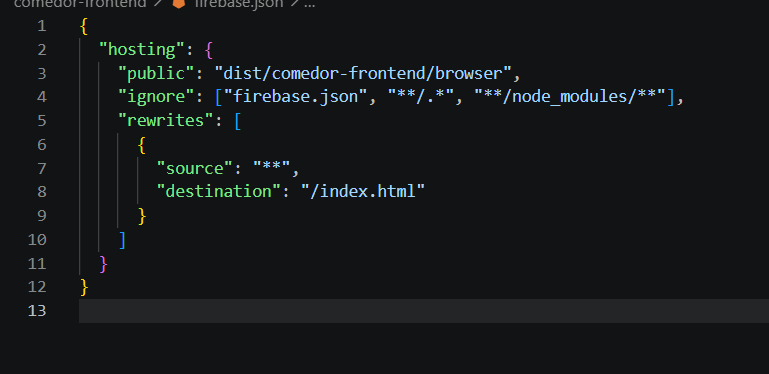 comedor-frontend > firebase.json > ...
1 {
2 "hosting": {
3 "public": "dist/comedor-frontend/browser",
4 "ignore": ["firebase.json", "**/.*", "**/node_modules/**"],
5 "rewrites": [
6 {
7 "source": "**",
8 "destination": "/index.html"
9 }
10 ]
11 }
12 }
13